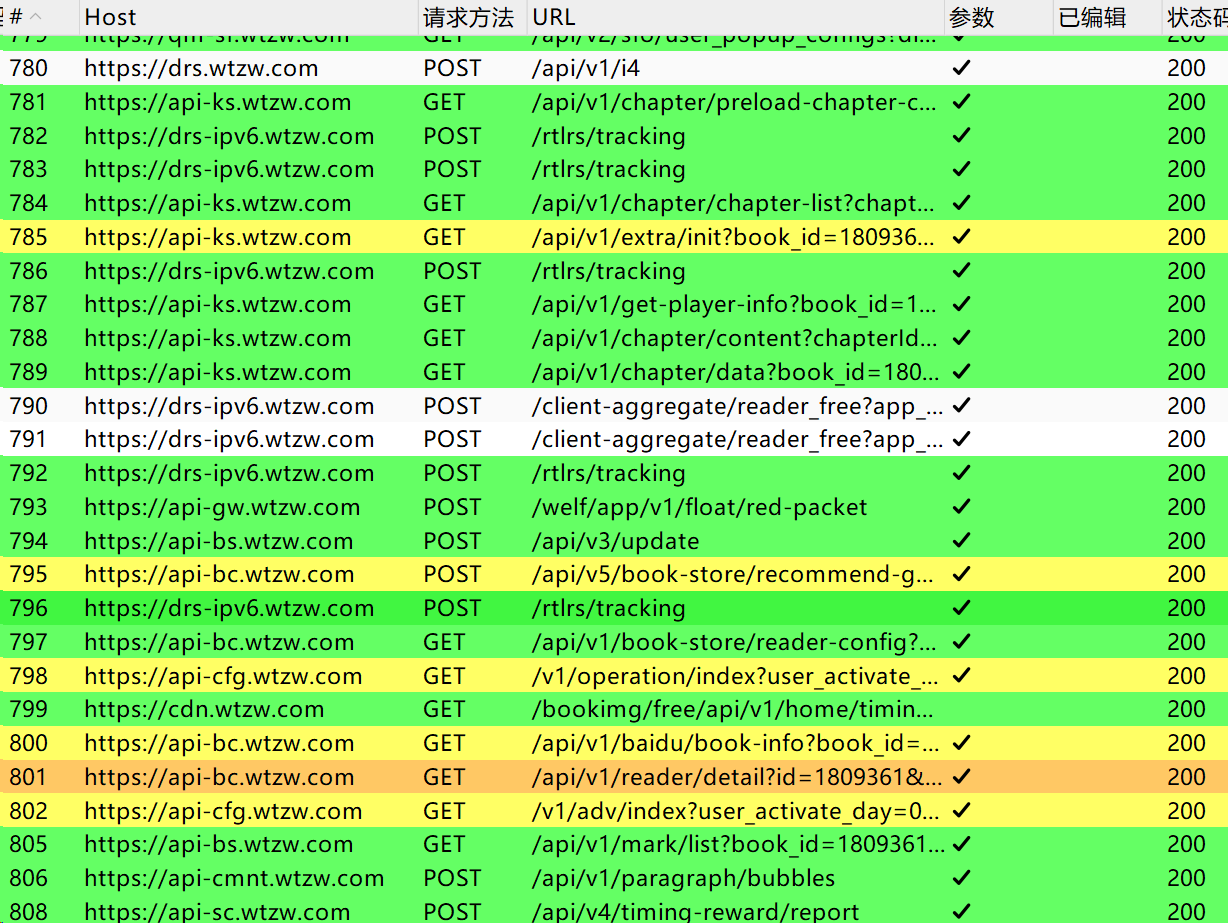 # Host 请求方法 URL 参数 已编辑 状态码
779 https://qm-sr.wtzw.com GET /api/v2/sfo/user_popup_configs?di... ✔ 200
780 https://drs.wtzw.com POST /api/v1/i4 ✔ 200
781 https://api-ks.wtzw.com GET /api/v1/chapter/preload-chapter-c... ✔ 200
782 https://drs-ipv6.wtzw.com POST /rtlrs/tracking ✔ 200
783 https://drs-ipv6.wtzw.com POST /rtlrs/tracking ✔ 200
784 https://api-ks.wtzw.com GET /api/v1/chapter/chapter-list?chapt... ✔ 200
785 https://api-ks.wtzw.com GET /api/v1/extra/init?book_id=180936... ✔ 200
786 https://drs-ipv6.wtzw.com POST /rtlrs/tracking ✔ 200
787 https://api-ks.wtzw.com GET /api/v1/get-player-info?book_id=1... ✔ 200
788 https://api-ks.wtzw.com GET /api/v1/chapter/content?chapterId... ✔ 200
789 https://api-ks.wtzw.com GET /api/v1/chapter/data?book_id=180... ✔ 200
790 https://drs-ipv6.wtzw.com POST /client-aggregate/reader_free?app_... ✔ 200
791 https://drs-ipv6.wtzw.com POST /client-aggregate/reader_free?app_... ✔ 200
792 https://drs-ipv6.wtzw.com POST /rtlrs/tracking ✔ 200
793 https://api-gw.wtzw.com POST /welf/app/v1/float/red-packet ✔ 200
794 https://api-bs.wtzw.com POST /api/v3/update ✔ 200
795 https://api-bc.wtzw.com POST /api/v5/book-store/recommend-g... ✔ 200
796 https://drs-ipv6.wtzw.com POST /rtlrs/tracking ✔ 200
797 https://api-bc.wtzw.com GET /api/v1/book-store/reader-config?... ✔ 200
798 https://api-cfg.wtzw.com GET /v1/operation/index?user_activate_... ✔ 200
799 https://cdn.wtzw.com GET /bookimg/free/api/v1/home/timin... 200
800 https://api-bc.wtzw.com GET /api/v1/baidu/book-info?book_id=... ✔ 200
801 https://api-bc.wtzw.com GET /api/v1/reader/detail?id=1809361&... ✔ 200
802 https://api-cfg.wtzw.com GET /v1/adv/index?user_activate_day=0... ✔ 200
805 https://api-bs.wtzw.com GET /api/v1/mark/list?book_id=1809361... ✔ 200
806 https://api-cmnt.wtzw.com POST /api/v1/paragraph/bubbles ✔ 200
808 https://api-sc.wtzw.com POST /api/v4/timing-reward/report ✔ 200